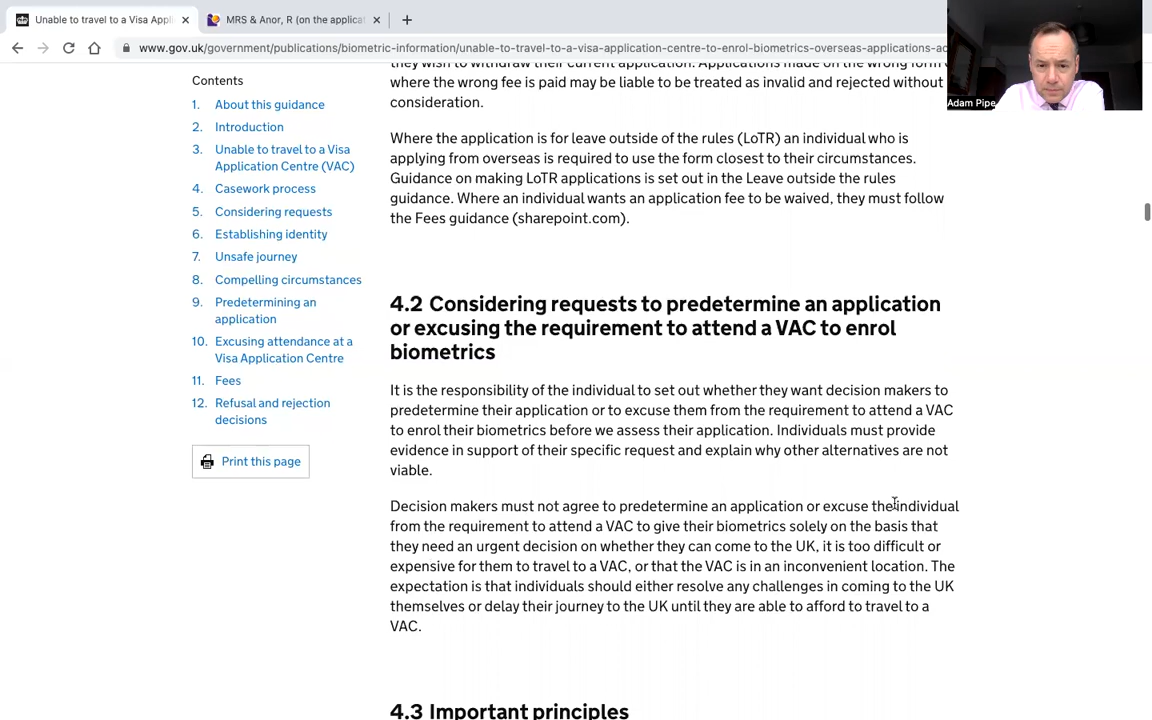 Unable to travel to a Visa Appli
MRS & Anor, R (on the applicat
www.gov.uk/government/publications/biometric-information/unable-to-travel-to-a-visa-application-centre-to-enrol-biometrics-overseas-applications-ac
Adam Pipe
Contents
1. About this guidance
2. Introduction
3. Unable to travel to a Visa
Application Centre (VAC)
4. Casework process
5. Considering requests
6. Establishing identity
7. Unsafe journey
8. Compelling circumstances
9. Predetermining an
application
10. Excusing attendance at a
Visa Application Centre
11. Fees
12. Refusal and rejection
decisions
Print this page
they wish to withdraw their current application. Applications made on the wrong form
where the wrong fee is paid may be liable to be treated as invalid and rejected without
consideration.
Where the application is for leave outside of the rules (LoTR) an individual who is
applying from overseas is required to use the form closest to their circumstances.
Guidance on making LoTR applications is set out in the Leave outside the rules
guidance. Where an individual wants an application fee to be waived, they must follow
the Fees guidance (sharepoint.com).
4.2 Considering requests to predetermine an application
or excusing the requirement to attend a VAC to enrol
biometrics
It is the responsibility of the individual to set out whether they want decision makers to
predetermine their application or to excuse them from the requirement to attend a VAC
to enrol their biometrics before we assess their application. Individuals must provide
evidence in support of their specific request and explain why other alternatives are not
viable.
Decision makers must not agree to predetermine an application or excuse the individual
from the requirement to attend a VAC to give their biometrics solely on the basis that
they need an urgent decision on whether they can come to the UK, it is too difficult or
expensive for them to travel to a VAC, or that the VAC is in an inconvenient location. The
expectation is that individuals should either resolve any challenges in coming to the UK
themselves or delay their journey to the UK until they are able to afford to travel to a
VAC.
4.3 Important principles